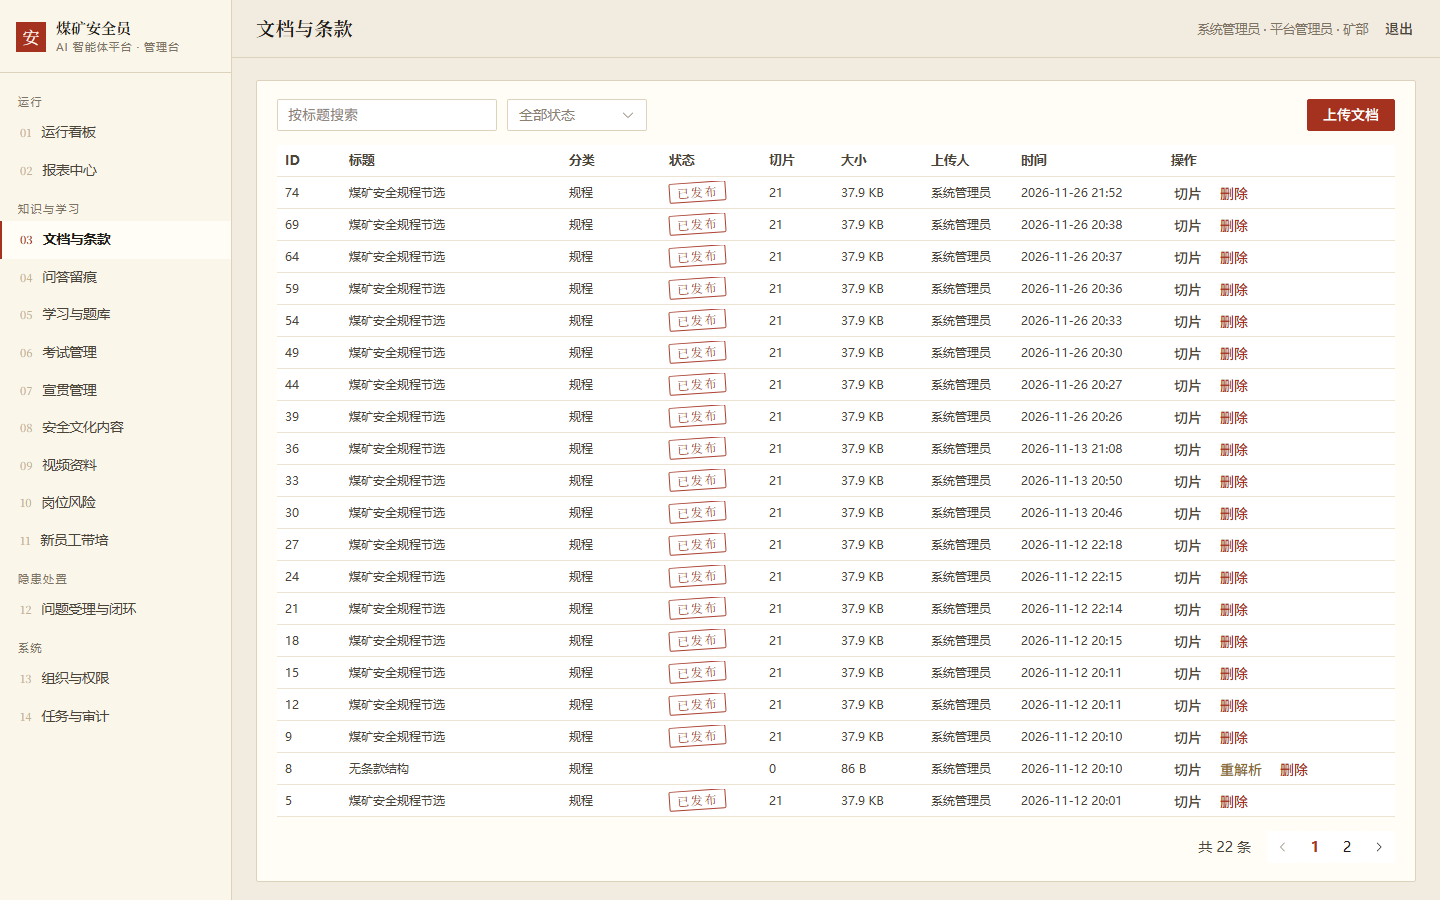 安
煤矿安全员
AI 智能体平台 · 管理台
运行
01 运行看板
02 报表中心
知识与学习
03 文档与条款
04 问答留痕
05 学习与题库
06 考试管理
07 宣贯管理
08 安全文化内容
09 视频资料
10 岗位风险
11 新员工带培
隐患处置
12 问题受理与闭环
系统
13 组织与权限
14 任务与审计
文档与条款
系统管理员 · 平台管理员 · 矿部 退出
按标题搜索 全部状态 上传文档
ID 标题 分类 状态 切片 大小 上传人 时间 操作
74 煤矿安全规程节选 规程 已发布 21 37.9 KB 系统管理员 2026-11-26 21:52 切片 删除
69 煤矿安全规程节选 规程 已发布 21 37.9 KB 系统管理员 2026-11-26 20:38 切片 删除
64 煤矿安全规程节选 规程 已发布 21 37.9 KB 系统管理员 2026-11-26 20:37 切片 删除
59 煤矿安全规程节选 规程 已发布 21 37.9 KB 系统管理员 2026-11-26 20:36 切片 删除
54 煤矿安全规程节选 规程 已发布 21 37.9 KB 系统管理员 2026-11-26 20:33 切片 删除
49 煤矿安全规程节选 规程 已发布 21 37.9 KB 系统管理员 2026-11-26 20:30 切片 删除
44 煤矿安全规程节选 规程 已发布 21 37.9 KB 系统管理员 2026-11-26 20:27 切片 删除
39 煤矿安全规程节选 规程 已发布 21 37.9 KB 系统管理员 2026-11-26 20:26 切片 删除
36 煤矿安全规程节选 规程 已发布 21 37.9 KB 系统管理员 2026-11-13 21:08 切片 删除
33 煤矿安全规程节选 规程 已发布 21 37.9 KB 系统管理员 2026-11-13 20:50 切片 删除
30 煤矿安全规程节选 规程 已发布 21 37.9 KB 系统管理员 2026-11-13 20:46 切片 删除
27 煤矿安全规程节选 规程 已发布 21 37.9 KB 系统管理员 2026-11-12 22:18 切片 删除
24 煤矿安全规程节选 规程 已发布 21 37.9 KB 系统管理员 2026-11-12 22:15 切片 删除
21 煤矿安全规程节选 规程 已发布 21 37.9 KB 系统管理员 2026-11-12 22:14 切片 删除
18 煤矿安全规程节选 规程 已发布 21 37.9 KB 系统管理员 2026-11-12 20:15 切片 删除
15 煤矿安全规程节选 规程 已发布 21 37.9 KB 系统管理员 2026-11-12 20:11 切片 删除
12 煤矿安全规程节选 规程 已发布 21 37.9 KB 系统管理员 2026-11-12 20:11 切片 删除
9 煤矿安全规程节选 规程 已发布 21 37.9 KB 系统管理员 2026-11-12 20:10 切片 删除
8 无条款结构 规程 0 86 B 系统管理员 2026-11-12 20:10 切片 重解析 删除
5 煤矿安全规程节选 规程 已发布 21 37.9 KB 系统管理员 2026-11-12 20:01 切片 删除
共 22 条 1 2